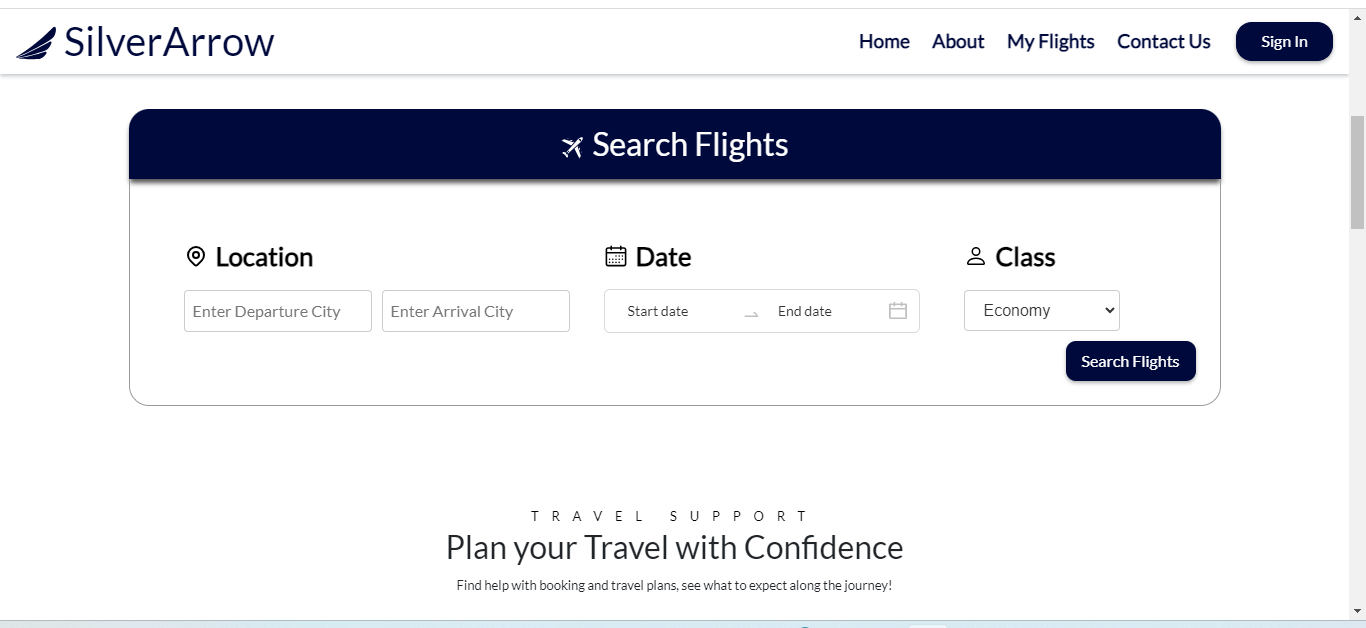 SilverArrow
Home About My Flights Contact Us Sign In
Search Flights
Location Date Class
Enter Departure City Enter Arrival City Start date End date Economy
Search Flights
TRAVEL SUPPORT
Plan your Travel with Confidence
Find help with booking and travel plans, see what to expect along the journey!